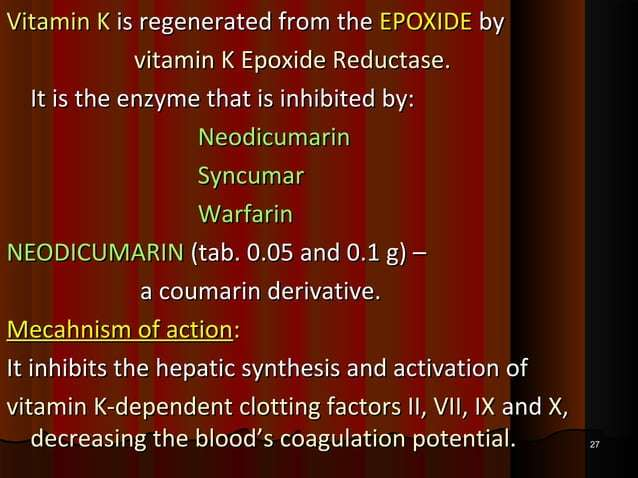 Vitamin K is regenerated from the EPOXIDE by
vitamin K Epoxide Reductase.
It is the enzyme that is inhibited by:
Neodicumarin
Syncumar
Warfarin
NEODICUMARIN (tab. 0.05 and 0.1 g) –
a coumarin derivative.
Mecahnism of action:
It inhibits the hepatic synthesis and activation of
vitamin K-dependent clotting factors II, VII, IX and X,
decreasing the blood’s coagulation potential.
27